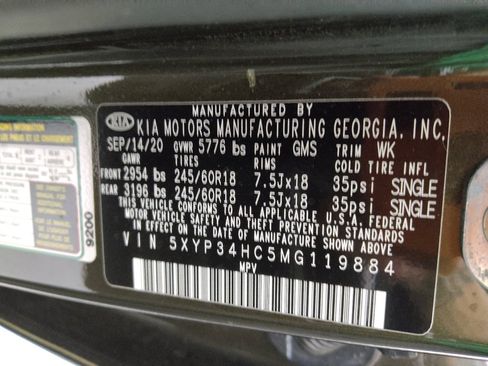 MANUFACTURED BY
KIA KIA MOTORS MANUFACTURING GEORGIA, INC.
SEP/14/20 GVWR 5776 lbs PAINT GMS TRIM WK
GAWR TIRES RIMS COLD TIRE INFL
FRONT 2954 lbs 245/60R18 7.5Jx18 35psi SINGLE
REAR 3196 lbs 245/60R18 7.5Jx18 35psi SINGLE
THIS VEHICLE CONFORMS TO ALL APPLICABLE U.S.A. FEDERAL
MOTOR VEHICLE SAFETY AND BUMPER AND
THEFT PREVENTION STANDARDS
IN EFFECT ON THE DATE OF MANUFACTURE SHOWN ABOVE
VIN 5XYP34HC5MG119884
MPV
9200